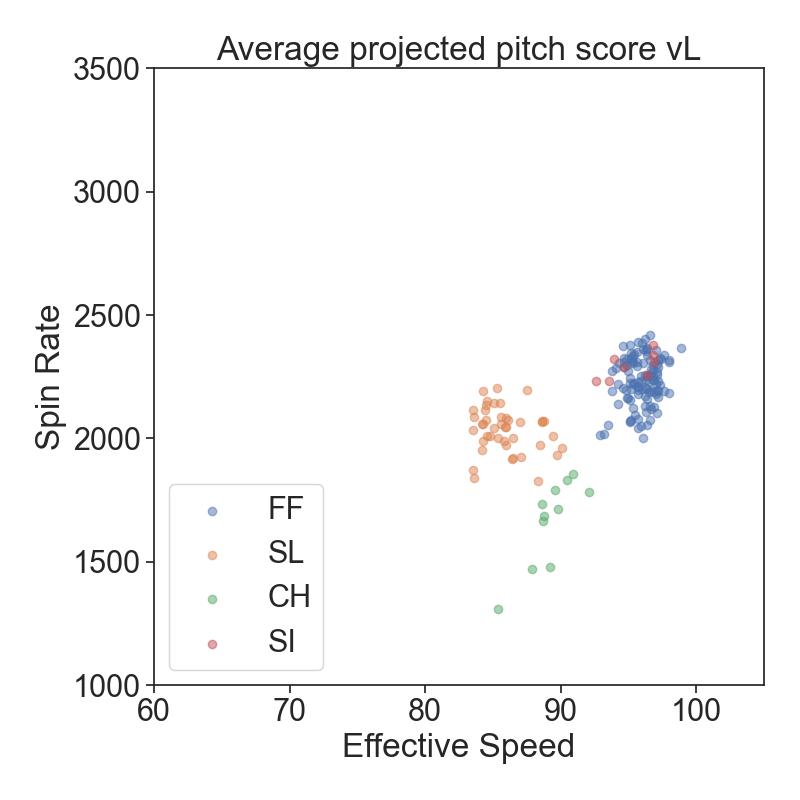 Average projected pitch score vL
3500
3000
2500
2000
1500
1000
Spin Rate
FF
SL
CH
SI
60
70
80
90
100
Effective Speed